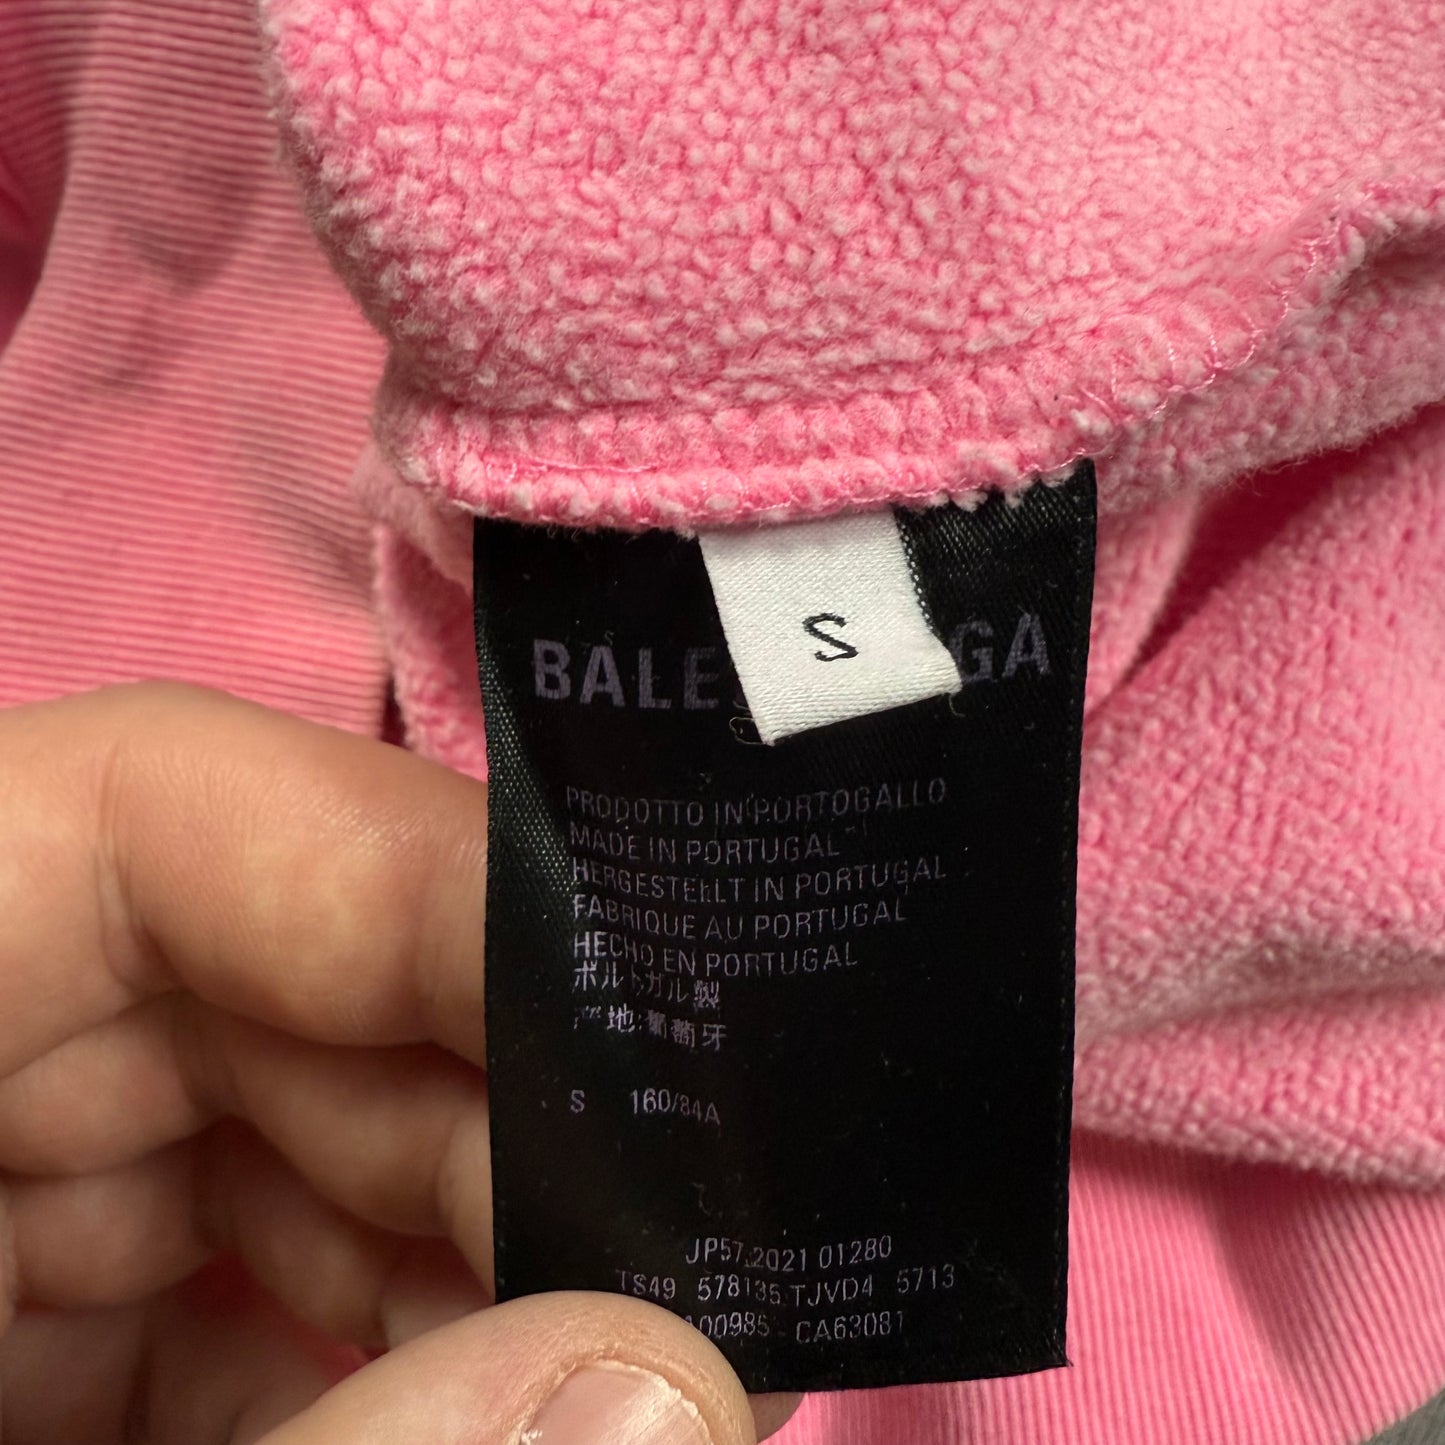 S
BALE GA
PRODOTTO IN PORTOGALLO
MADE IN PORTUGAL
HERGESTELLT IN PORTUGAL
FABRIQUE AU PORTUGAL
HECHO EN PORTUGAL
ポルトガル製
产地:葡萄牙
S 160/84A
JP57 2021 01280
TS49 578135 TJVD4 5713
A00985 - CA63081